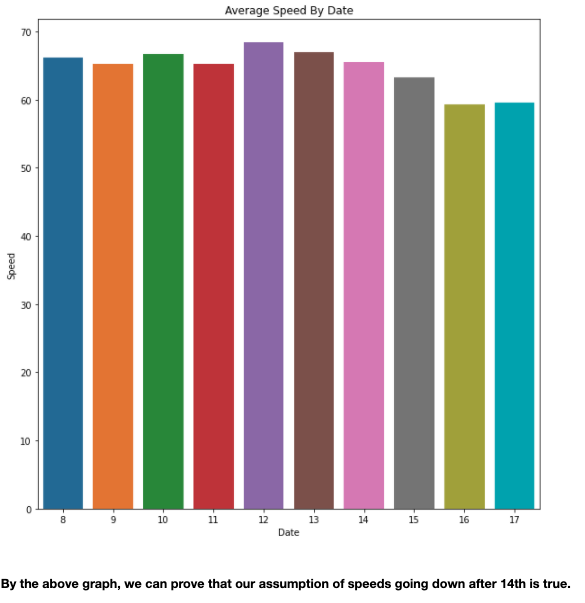 Average Speed By Date
70
60
50
40
30
20
10
0
Speed
8 9 10 11 12 13 14 15 16 17
Date
By the above graph, we can prove that our assumption of speeds going down after 14th is true.